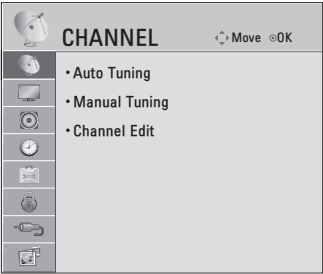 CHANNEL Move OK
• Auto Tuning
• Manual Tuning
• Channel Edit